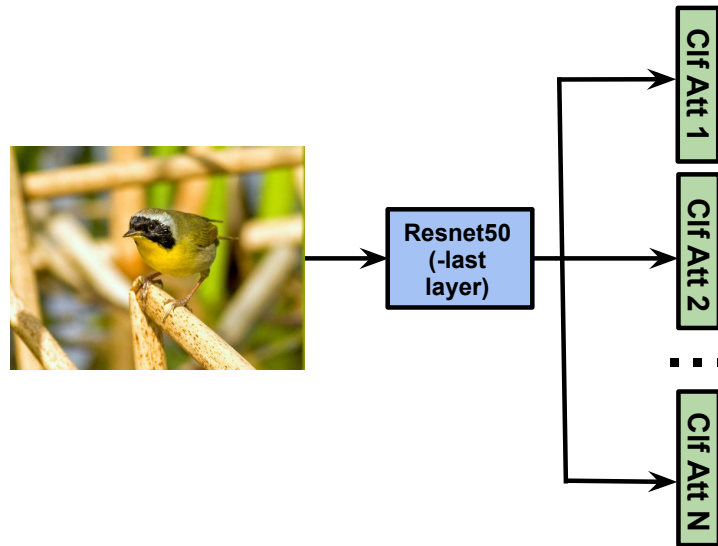 Clf Att 1
Resnet50
(-last
layer)
Clf Att 2
....
Clf Att N